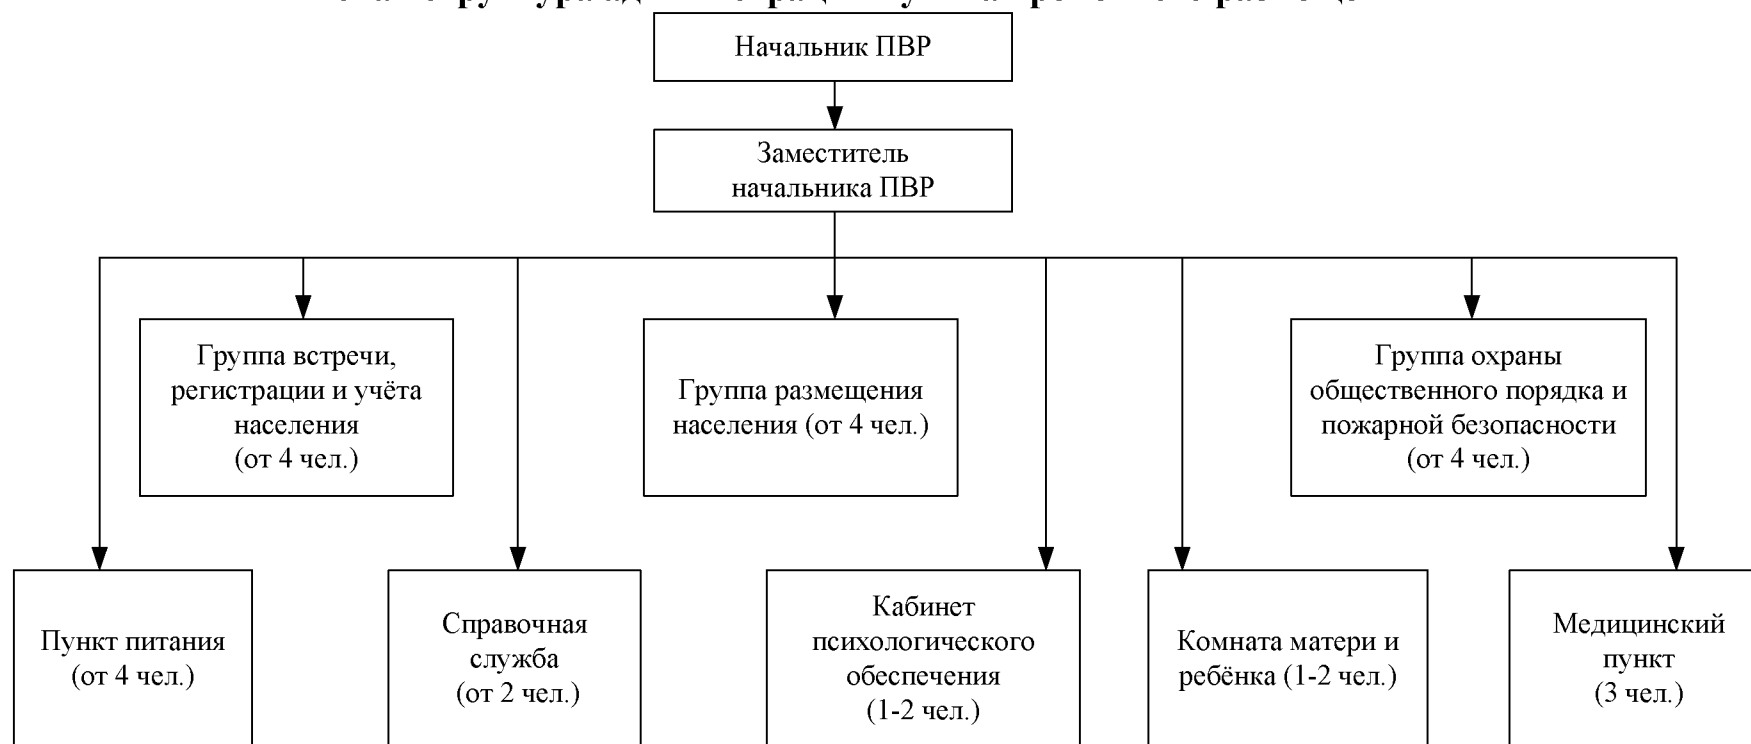 Начальник ПВР
Заместитель
начальника ПВР
Группа встречи,
регистрации и учёта
населения
(от 4 чел.)
Группа размещения
населения (от 4 чел.)
Группа охраны
общественного порядка и
пожарной безопасности
(от 4 чел.)
Пункт питания
(от 4 чел.)
Справочная
служба
(от 2 чел.)
Кабинет
психологического
обеспечения
(1-2 чел.)
Комната матери и
ребёнка (1-2 чел.)
Медицинский
пункт
(3 чел.)